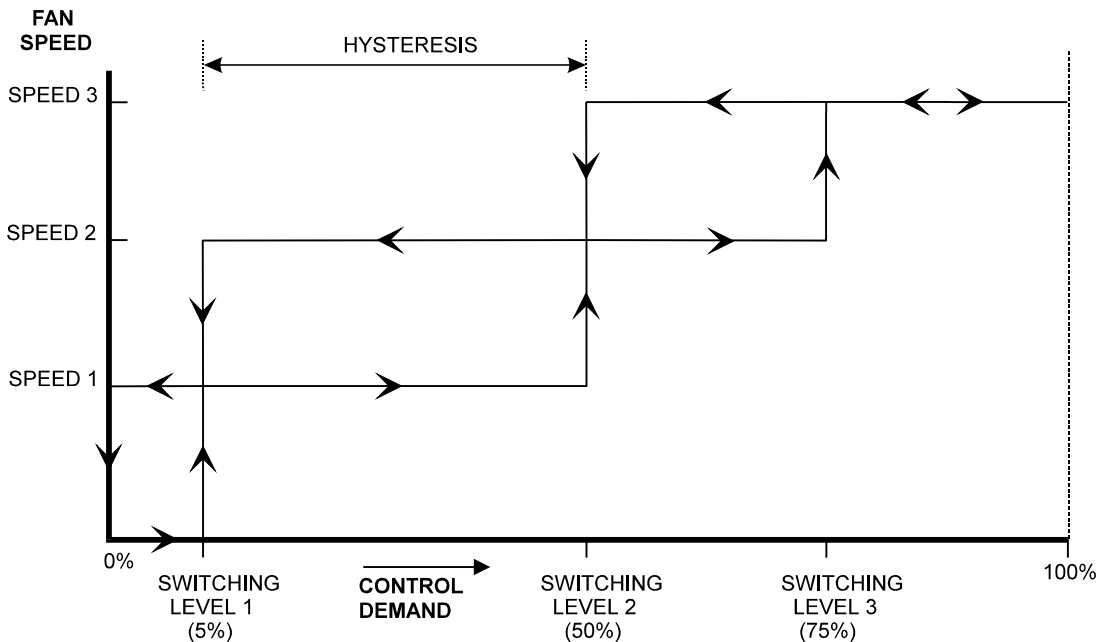 FAN
SPEED
HYSTERESIS
SPEED 3
SPEED 2
SPEED 1
0%
100%
SWITCHING
LEVEL 1
(5%)
CONTROL
DEMAND
SWITCHING
LEVEL 2
(50%)
SWITCHING
LEVEL 3
(75%)